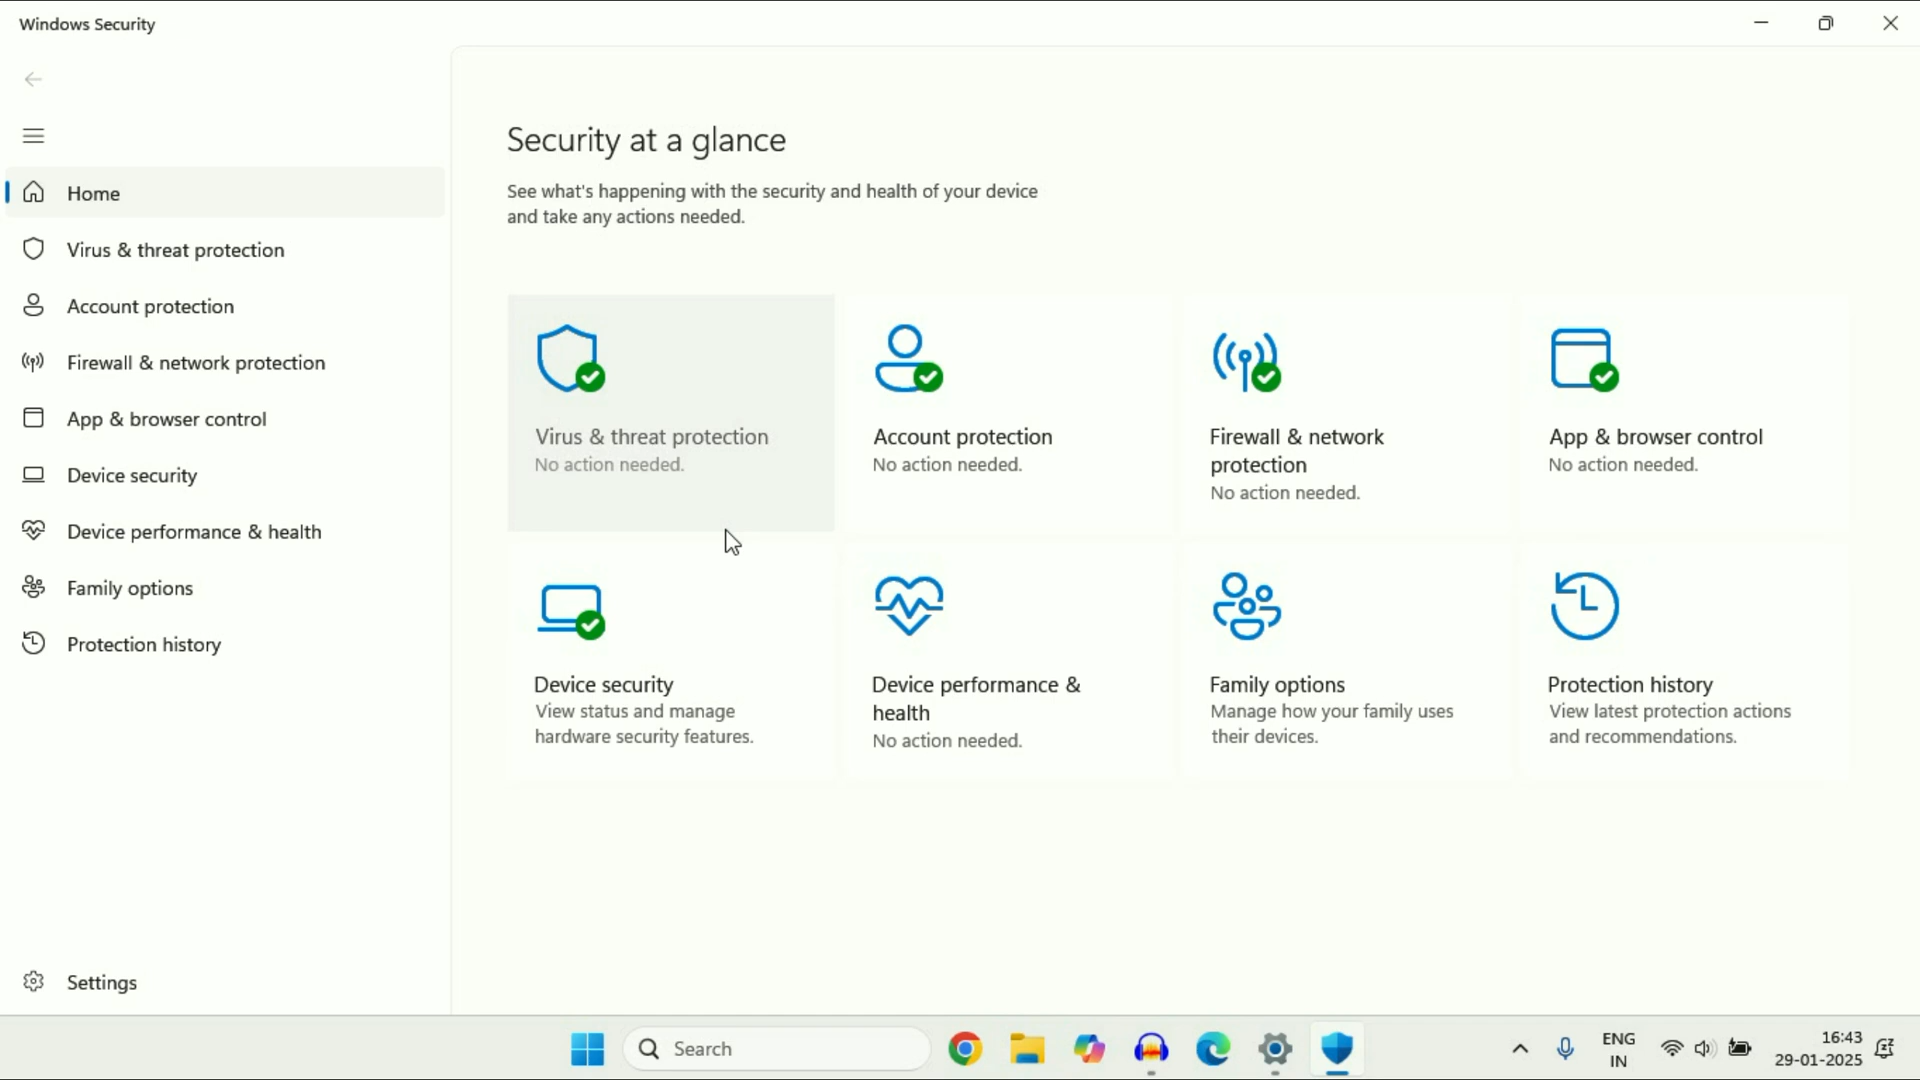 Windows Security
Home
Virus & threat protection
Account protection
Firewall & network protection
App & browser control
Device security
Device performance & health
Family options
Protection history
Settings
Security at a glance
See what's happening with the security and health of your device
and take any actions needed.
Virus & threat protection
No action needed.
Account protection
No action needed.
Firewall & network
protection
No action needed.
App & browser control
No action needed.
Device security
View status and manage
hardware security features.
Device performance &
health
No action needed.
Family options
Manage how your family uses
their devices.
Protection history
View latest protection actions
and recommendations.
Search
ENG
IN
16:43
29-01-2025